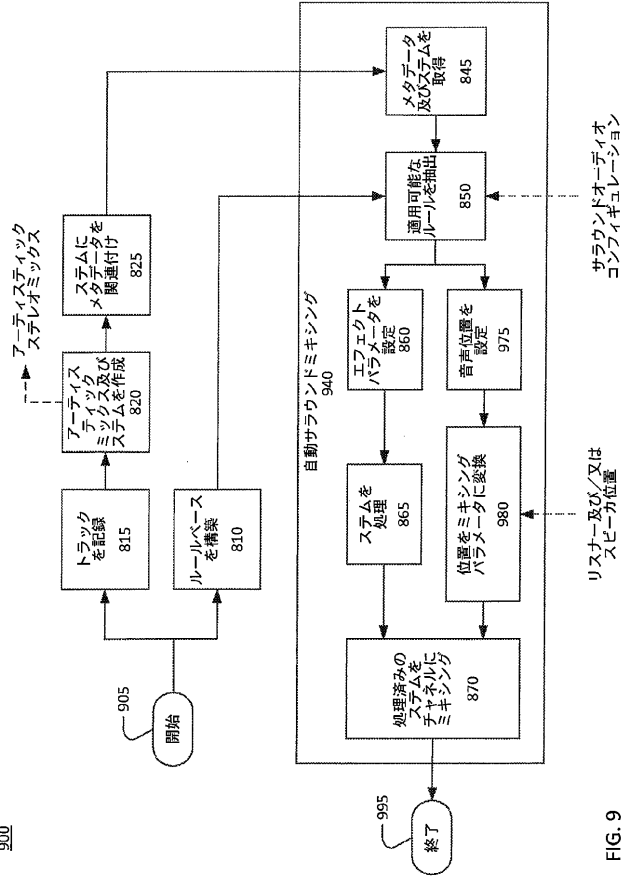 900
905
開始
トラック
を記録
815
アーティス
ティック
ミックス及び
ステムを作成
820
アーティスティック
ステレオミックス
ステムに
メタデータを
関連付け
825
ルールベース
を構築
810
自動サラウンドミキシング
940
メタデータ
及びステムを
取得
845
適用可能な
ルールを抽出
850
サラウンドオーディオ
コンフィギュレーション
エフェクト
パラメータを
設定
860
音声位置を
設定
975
ステムを
処理
865
位置をミキシング
パラメータに変換
980
リスナー及び/又は
スピーカ位置
処理済みの
ステムを
チャネルに
ミキシング
870
995
終了
FIG. 9